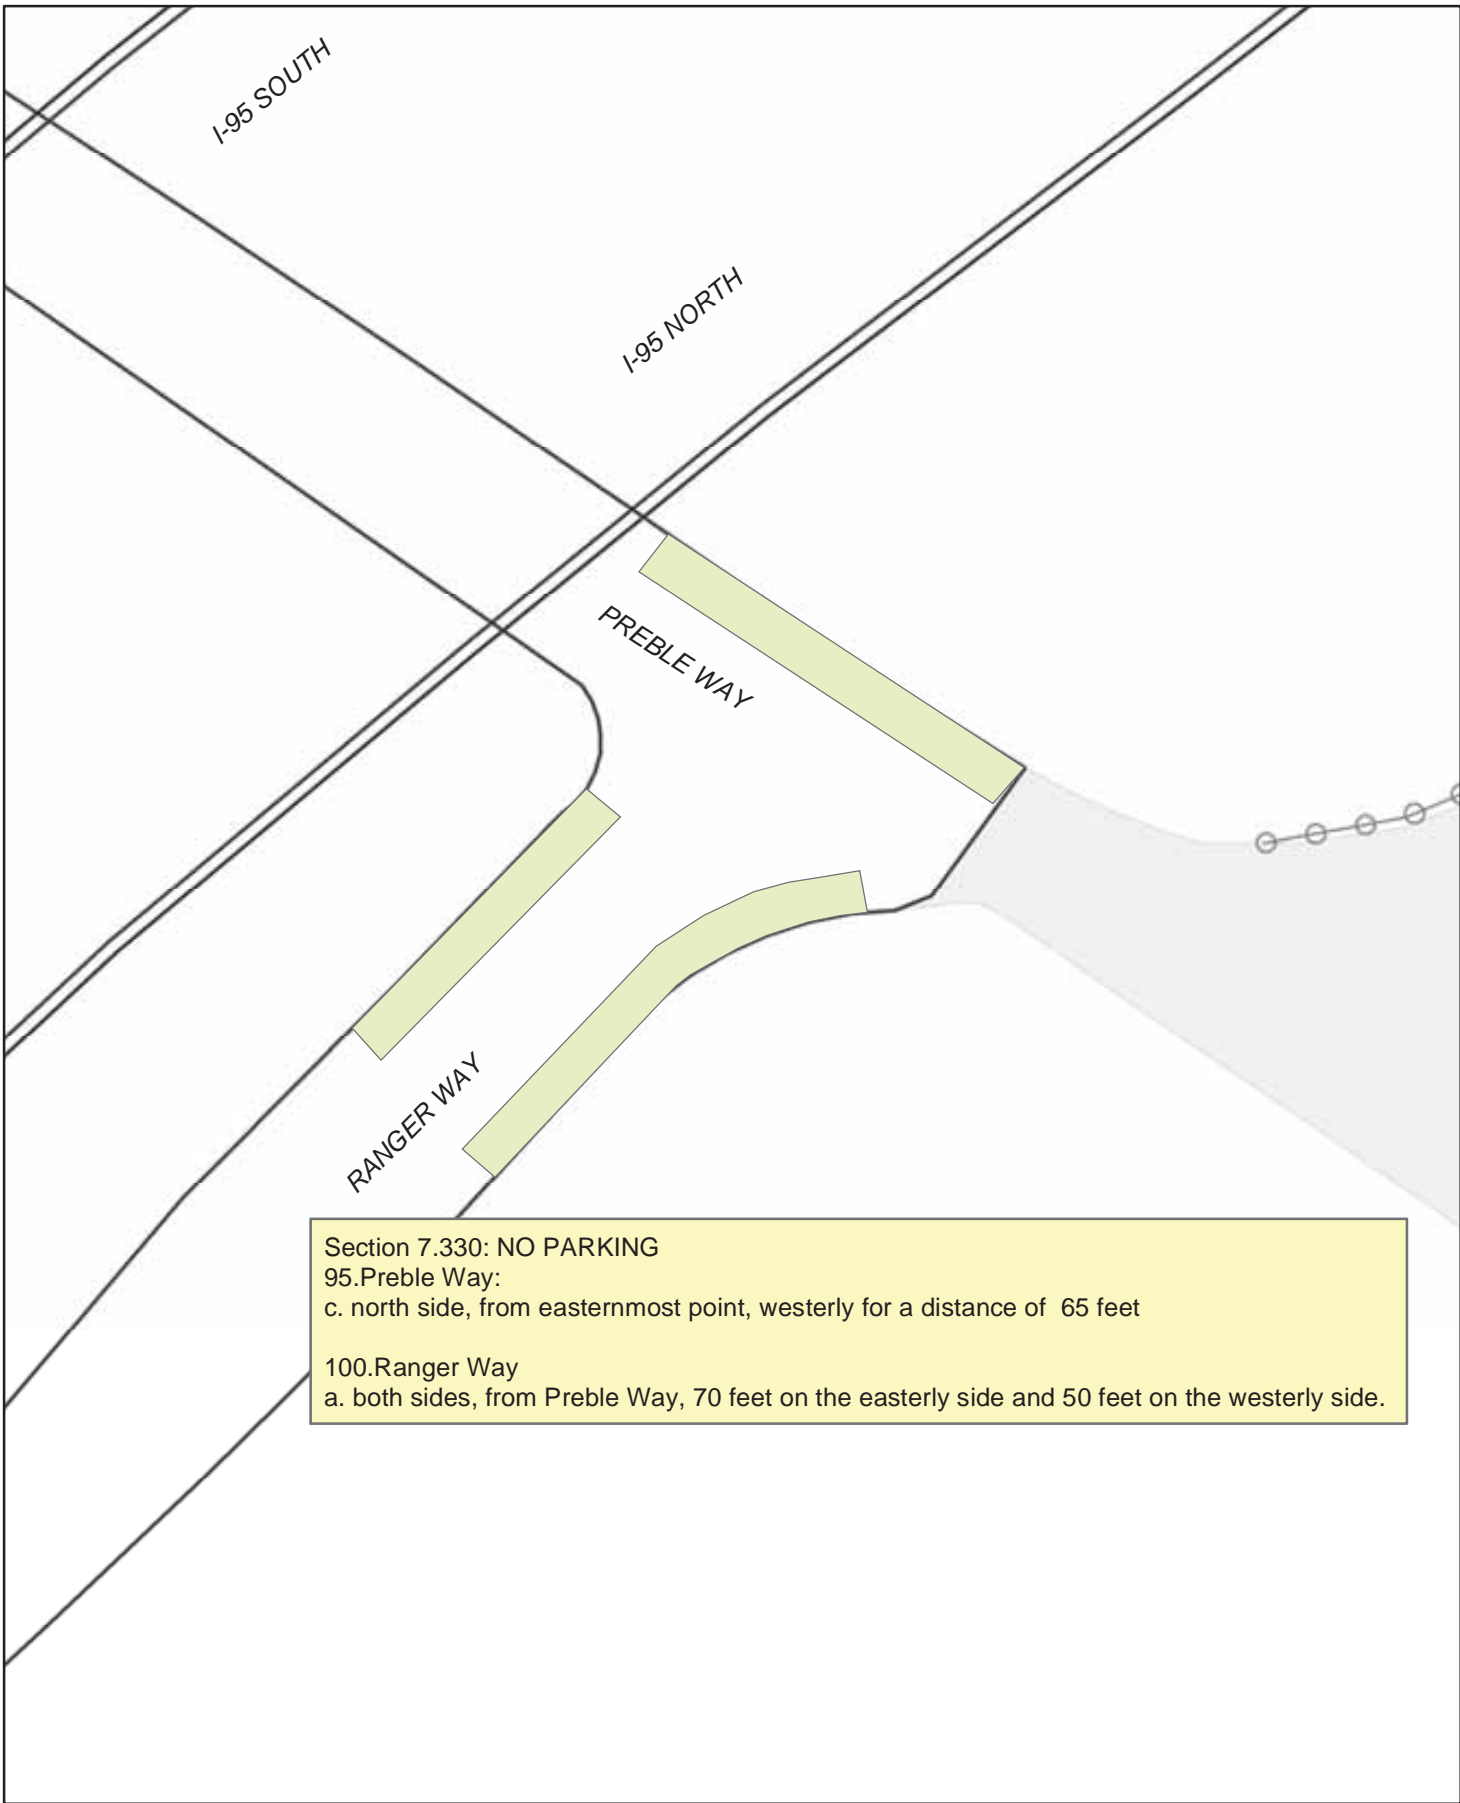 I-95 SOUTH
I-95 NORTH
PREBLE WAY
RANGER WAY
Section 7.330: NO PARKING
95.Preble Way:
c. north side, from easternmost point, westerly for a distance of  65 feet
100.Ranger Way
a. both sides, from Preble Way, 70 feet on the easterly side and 50 feet on the westerly side.